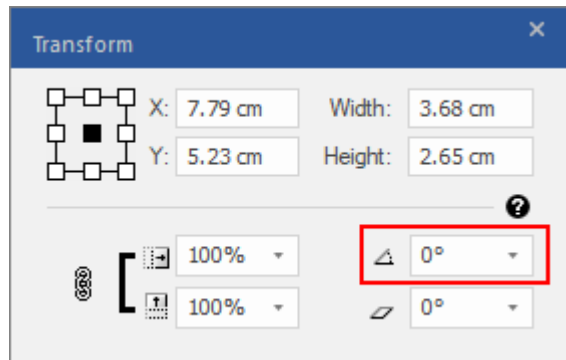 Transform
X: 7.79 cm Width: 3.68 cm
Y: 5.23 cm Height: 2.65 cm
100% 0°
100% 0°